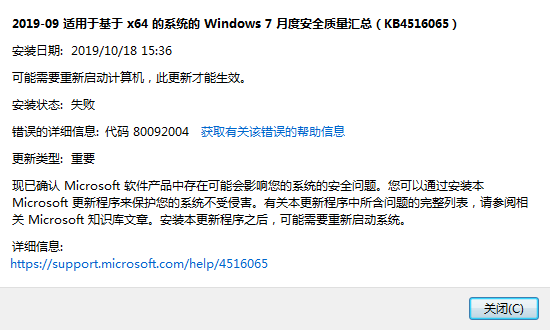 2019-09 适用于基于 x64 的系统的 Windows 7 月度安全质量汇总（KB4516065）
安装日期: 2019/10/18 15:36
可能需要重新启动计算机，此更新才能生效。
安装状态: 失败
错误的详细信息: 代码 80092004 获取有关该错误的帮助信息
更新类型: 重要
现已确认 Microsoft 软件产品中存在可能会影响您的系统的安全问题。您可以通过安装本
Microsoft 更新程序来保护您的系统不受侵害。有关本更新程序中所含问题的完整列表，请参阅相
关 Microsoft 知识库文章。安装本更新程序之后，可能需要重新启动系统。
详细信息:
https://support.microsoft.com/help/4516065
关闭(C)